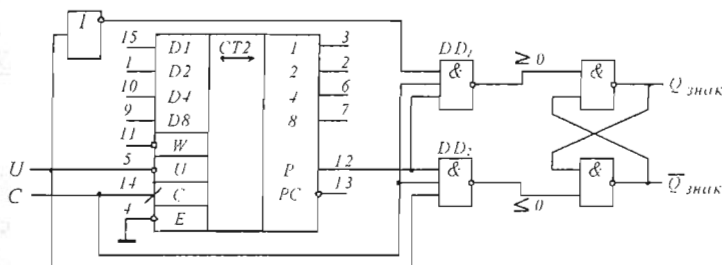 1
15 D1 CT2 1 3
1 D2 2 2
10 D4 4 6
9 D8 8 7
11 W
U 5 U P 12
C 14 C PC 13
4 E
DD1
&
≥ 0
&
Q знак
DD2
&
≤ 0
&
Q̅ знак